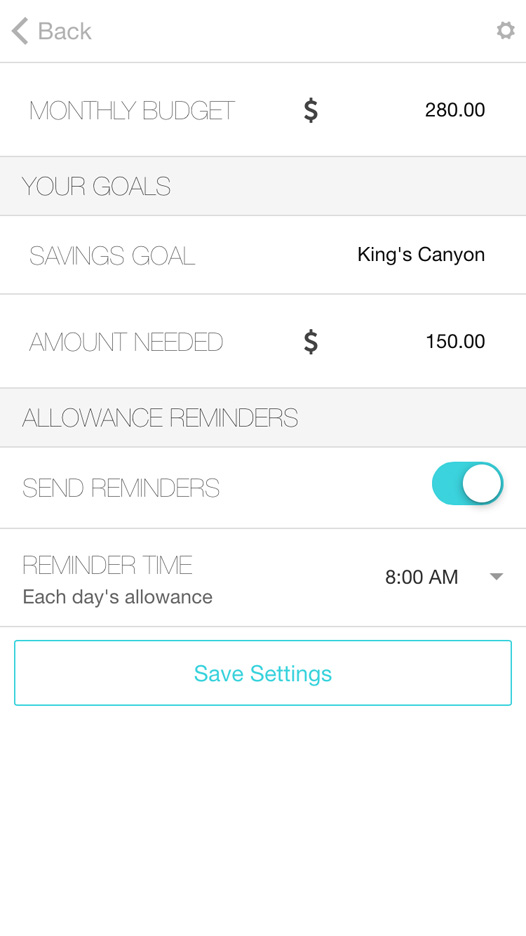 Back
MONTHLY BUDGET $ 280.00
YOUR GOALS
SAVINGS GOAL King's Canyon
AMOUNT NEEDED $ 150.00
ALLOWANCE REMINDERS
SEND REMINDERS
REMINDER TIME
Each day's allowance
8:00 AM
Save Settings